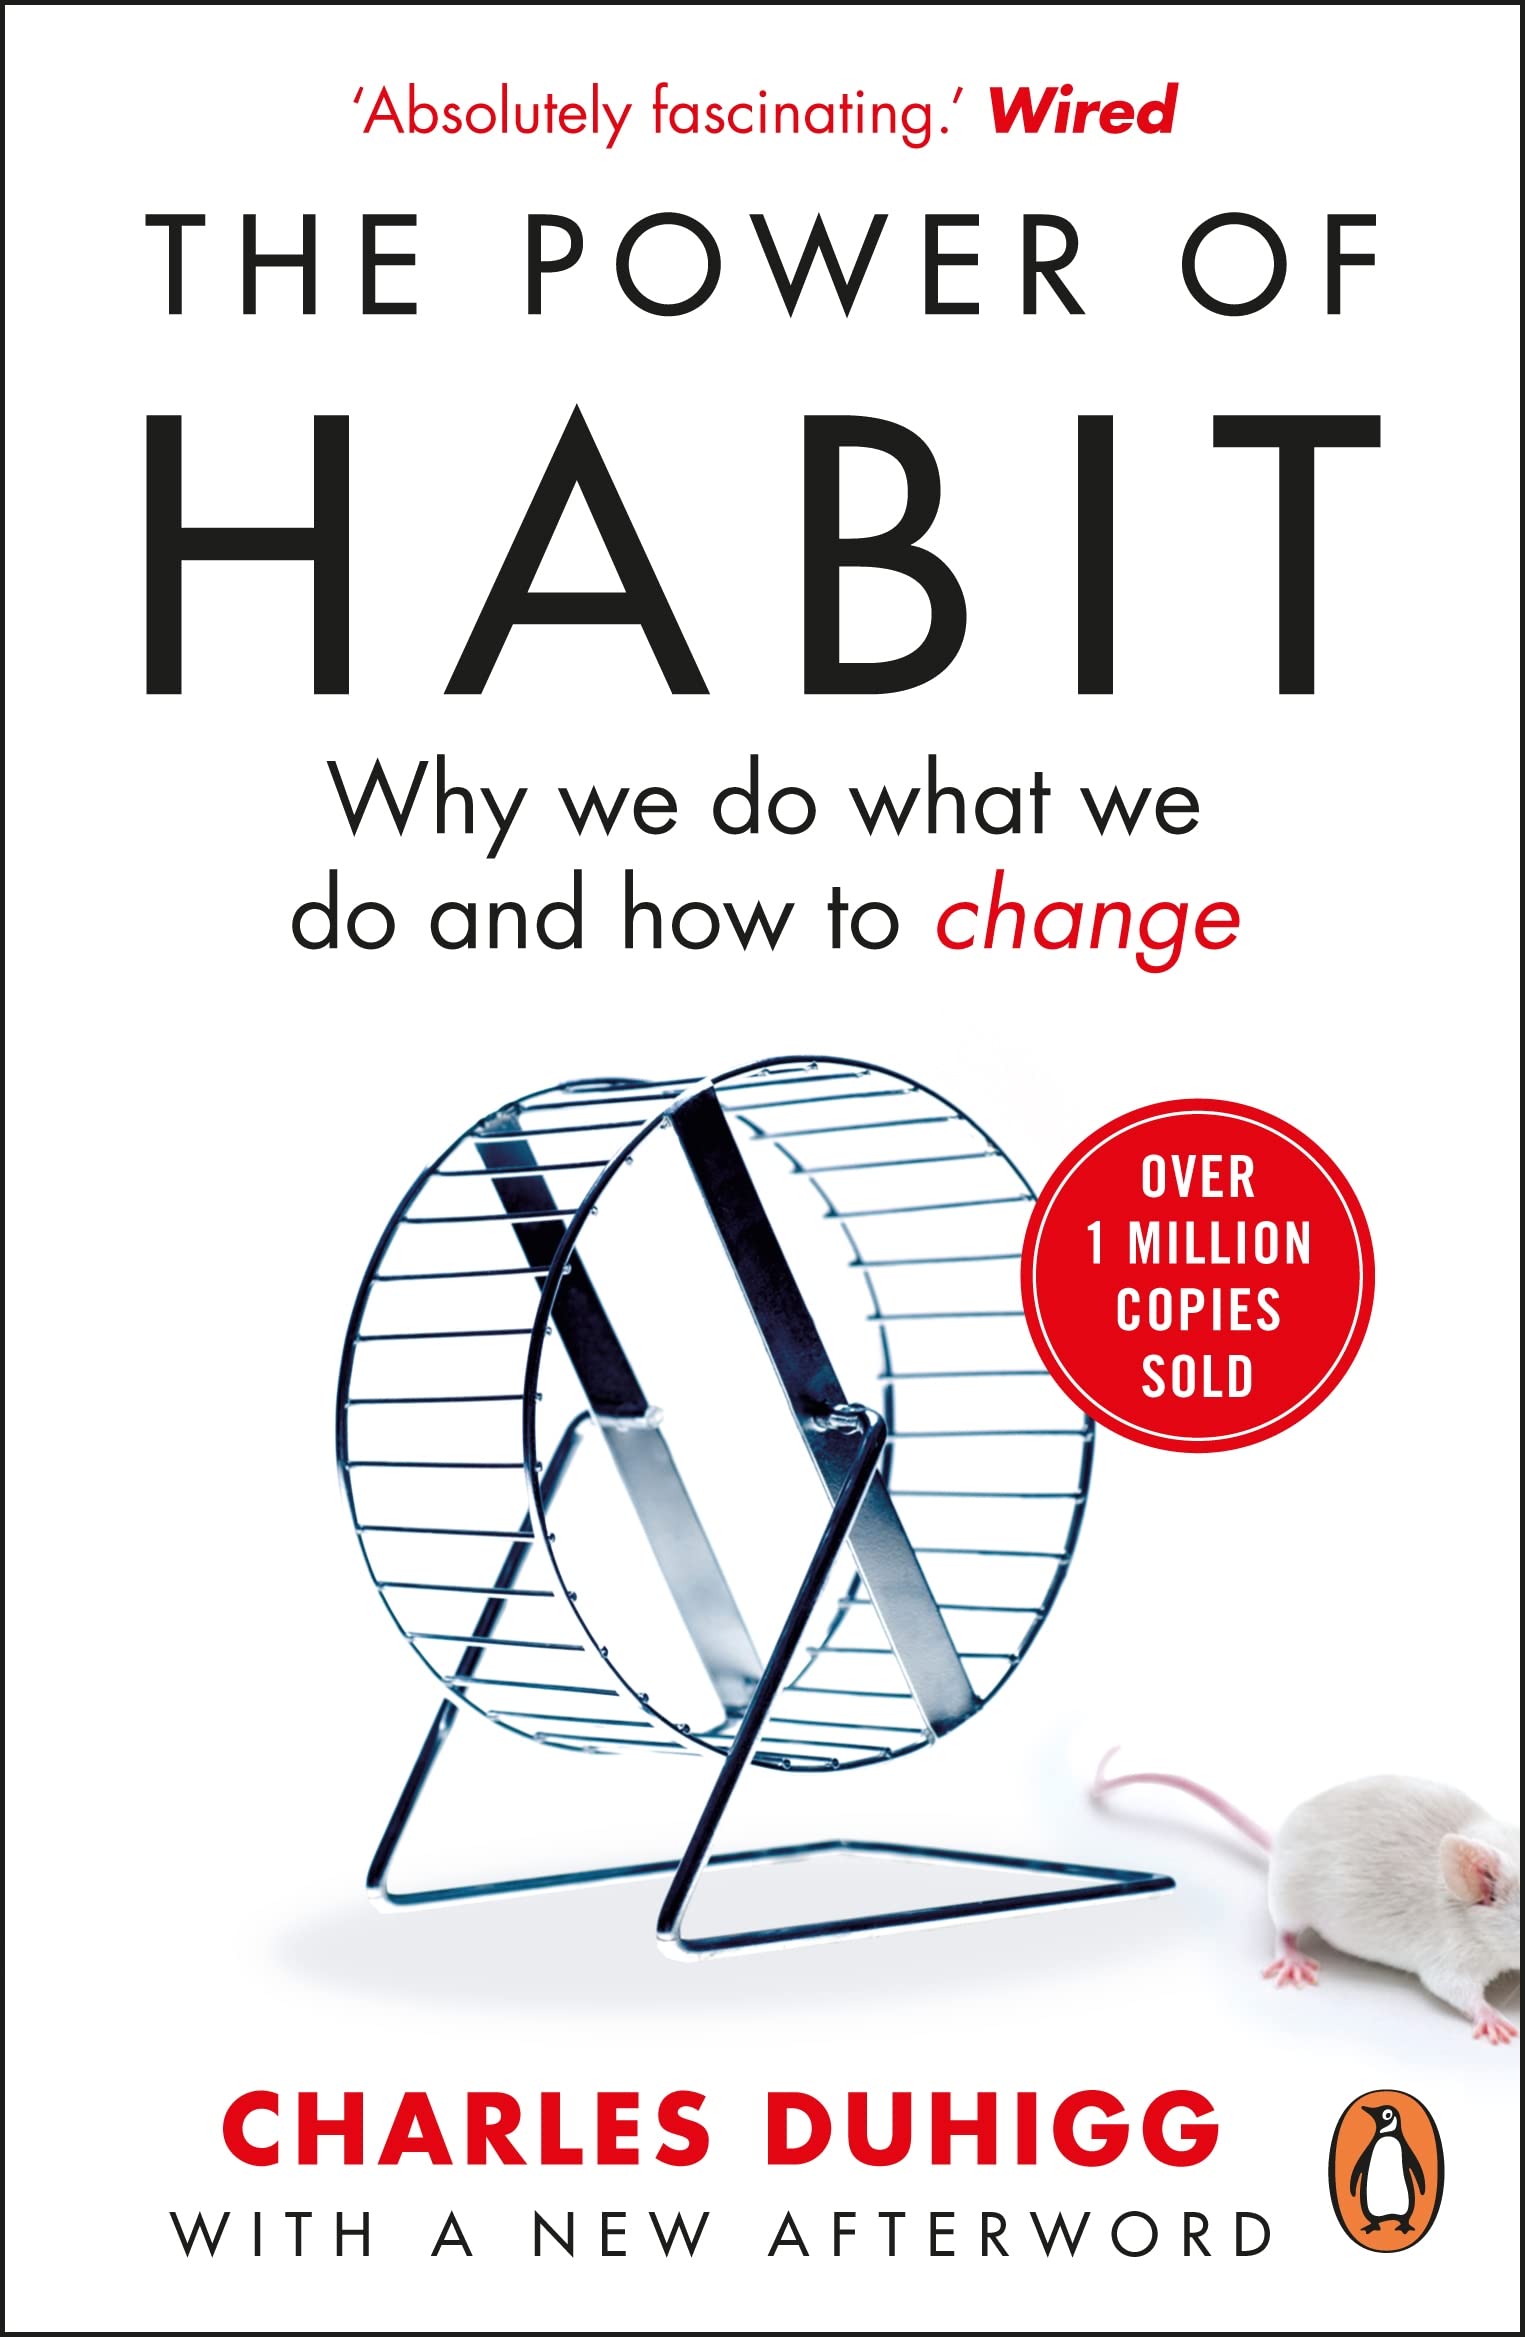 ‘Absolutely fascinating.’ Wired
THE POWER OF
HABIT
Why we do what we
do and how to change
OVER
1 MILLION
COPIES
SOLD
CHARLES DUHIGG
WITH A NEW AFTERWORD